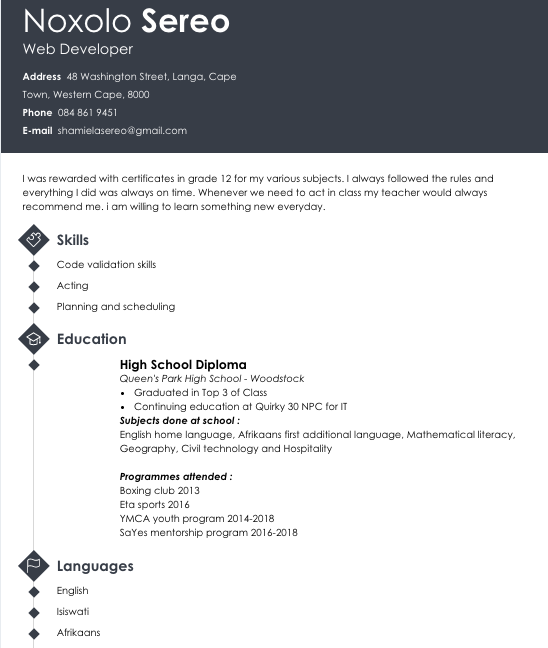 Noxolo Sereo
Web Developer
Address 48 Washington Street, Langa, Cape
Town, Western Cape, 8000
Phone 084 861 9451
E-mail shamielasereo@gmail.com
I was rewarded with certificates in grade 12 for my various subjects. I always followed the rules and
everything I did was always on time. Whenever we need to act in class my teacher would always
recommend me. i am willing to learn something new everyday.
Skills
Code validation skills
Acting
Planning and scheduling
Education
High School Diploma
Queen's Park High School - Woodstock
• Graduated in Top 3 of Class
• Continuing education at Quirky 30 NPC for IT
Subjects done at school :
English home language, Afrikaans first additional language, Mathematical literacy,
Geography, Civil technology and Hospitality
Programmes attended :
Boxing club 2013
Eta sports 2016
YMCA youth program 2014-2018
SaYes mentorship program 2016-2018
Languages
English
Isiswati
Afrikaans